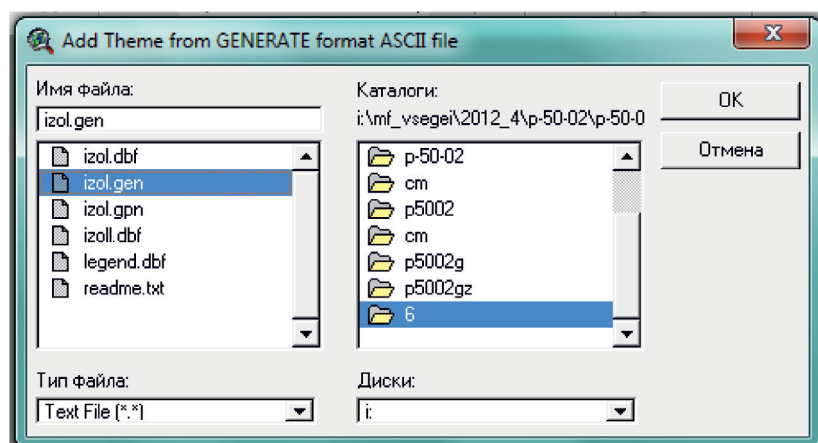 Add Theme from GENERATE format ASCII file
Имя файла:
izol.gen
izol.dbf
izol.gen
izol.gpn
izoll.dbf
legend.dbf
readme.txt
Тип файла:
Text File (*.*)
Каталоги:
i:\mf_vsegei\2012_4\p-50-02\p-50-0
p-50-02
cm
p5002
cm
p5002g
p5002gz
6
Диски:
i:
OK
Отмена